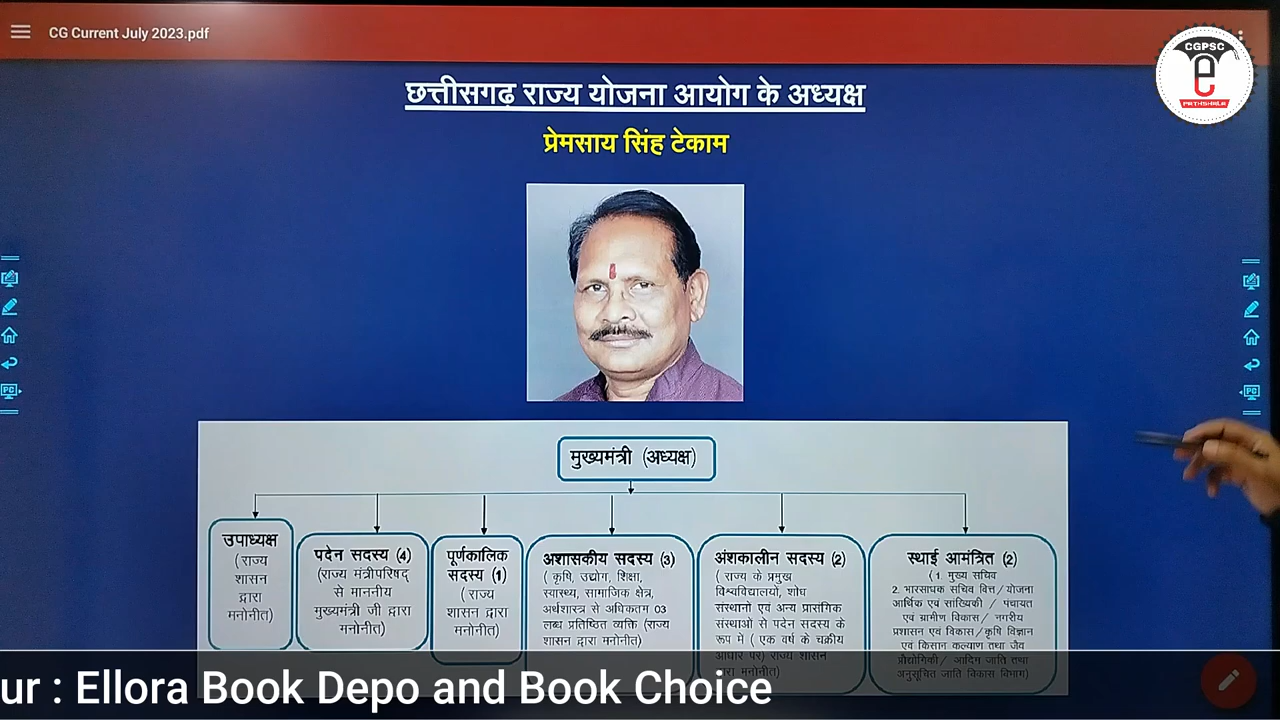 CG Current July 2023.pdf
CGPSC
e
PATHSHALA
छत्तीसगढ़ राज्य योजना आयोग के अध्यक्ष
प्रेमसाय सिंह टेकाम
मुख्यमंत्री (अध्यक्ष)
उपाध्यक्ष
(राज्य
शासन
द्वारा
मनोनीत)
पदेन सदस्य (4)
(राज्य मंत्रीपरिषद्
से माननीय
मुख्यमंत्री जी द्वारा
मनोनीत)
पूर्णकालिक
सदस्य (1)
(राज्य
शासन द्वारा
मनोनीत)
अशासकीय सदस्य (3)
( कृषि, उद्योग, शिक्षा,
स्वास्थ्य, सामाजिक क्षेत्र,
अर्थशास्त्र से अधिकतम 03
लब्ध प्रतिष्ठित व्यक्ति (राज्य
शासन द्वारा मनोनीत)
अंशकालीन सदस्य (2)
( राज्य के प्रमुख
विश्वविद्यालयों, शोध
संस्थानों एवं अन्य प्रासंगिक
संस्थाओं से पदेन सदस्य के
रूप में ( एक वर्ष के चक्रीय
आधार पर) राज्य शासन
द्वारा मनोनीत)
स्थाई आमंत्रित (2)
(1. मुख्य सचिव
2. भारसाधक सचिव वित्त/योजना
आर्थिक एवं सांख्यिकी / पंचायत
एवं ग्रामीण विकास/ नगरीय
प्रशासन एवं विकास/कृषि विज्ञान
एवं किसान कल्याण तथा जैव
प्रौद्योगिकी/ आदिम जाति तथा
अनुसूचित जाति विकास विभाग)
PC
PC
ur : Ellora Book Depo and Book Choice